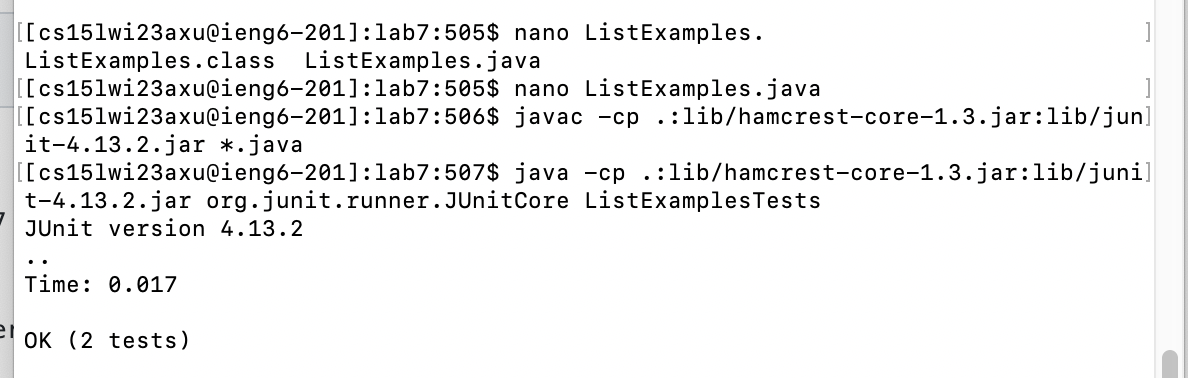 [[cs15lwi23axu@ieng6-201]:lab7:505$ nano ListExamples. ]
ListExamples.class  ListExamples.java
[[cs15lwi23axu@ieng6-201]:lab7:505$ nano ListExamples.java ]
[[cs15lwi23axu@ieng6-201]:lab7:506$ javac -cp .:lib/hamcrest-core-1.3.jar:lib/jun]
it-4.13.2.jar *.java
[[cs15lwi23axu@ieng6-201]:lab7:507$ java -cp .:lib/hamcrest-core-1.3.jar:lib/juni]
t-4.13.2.jar org.junit.runner.JUnitCore ListExamplesTests
JUnit version 4.13.2
..
Time: 0.017
OK (2 tests)